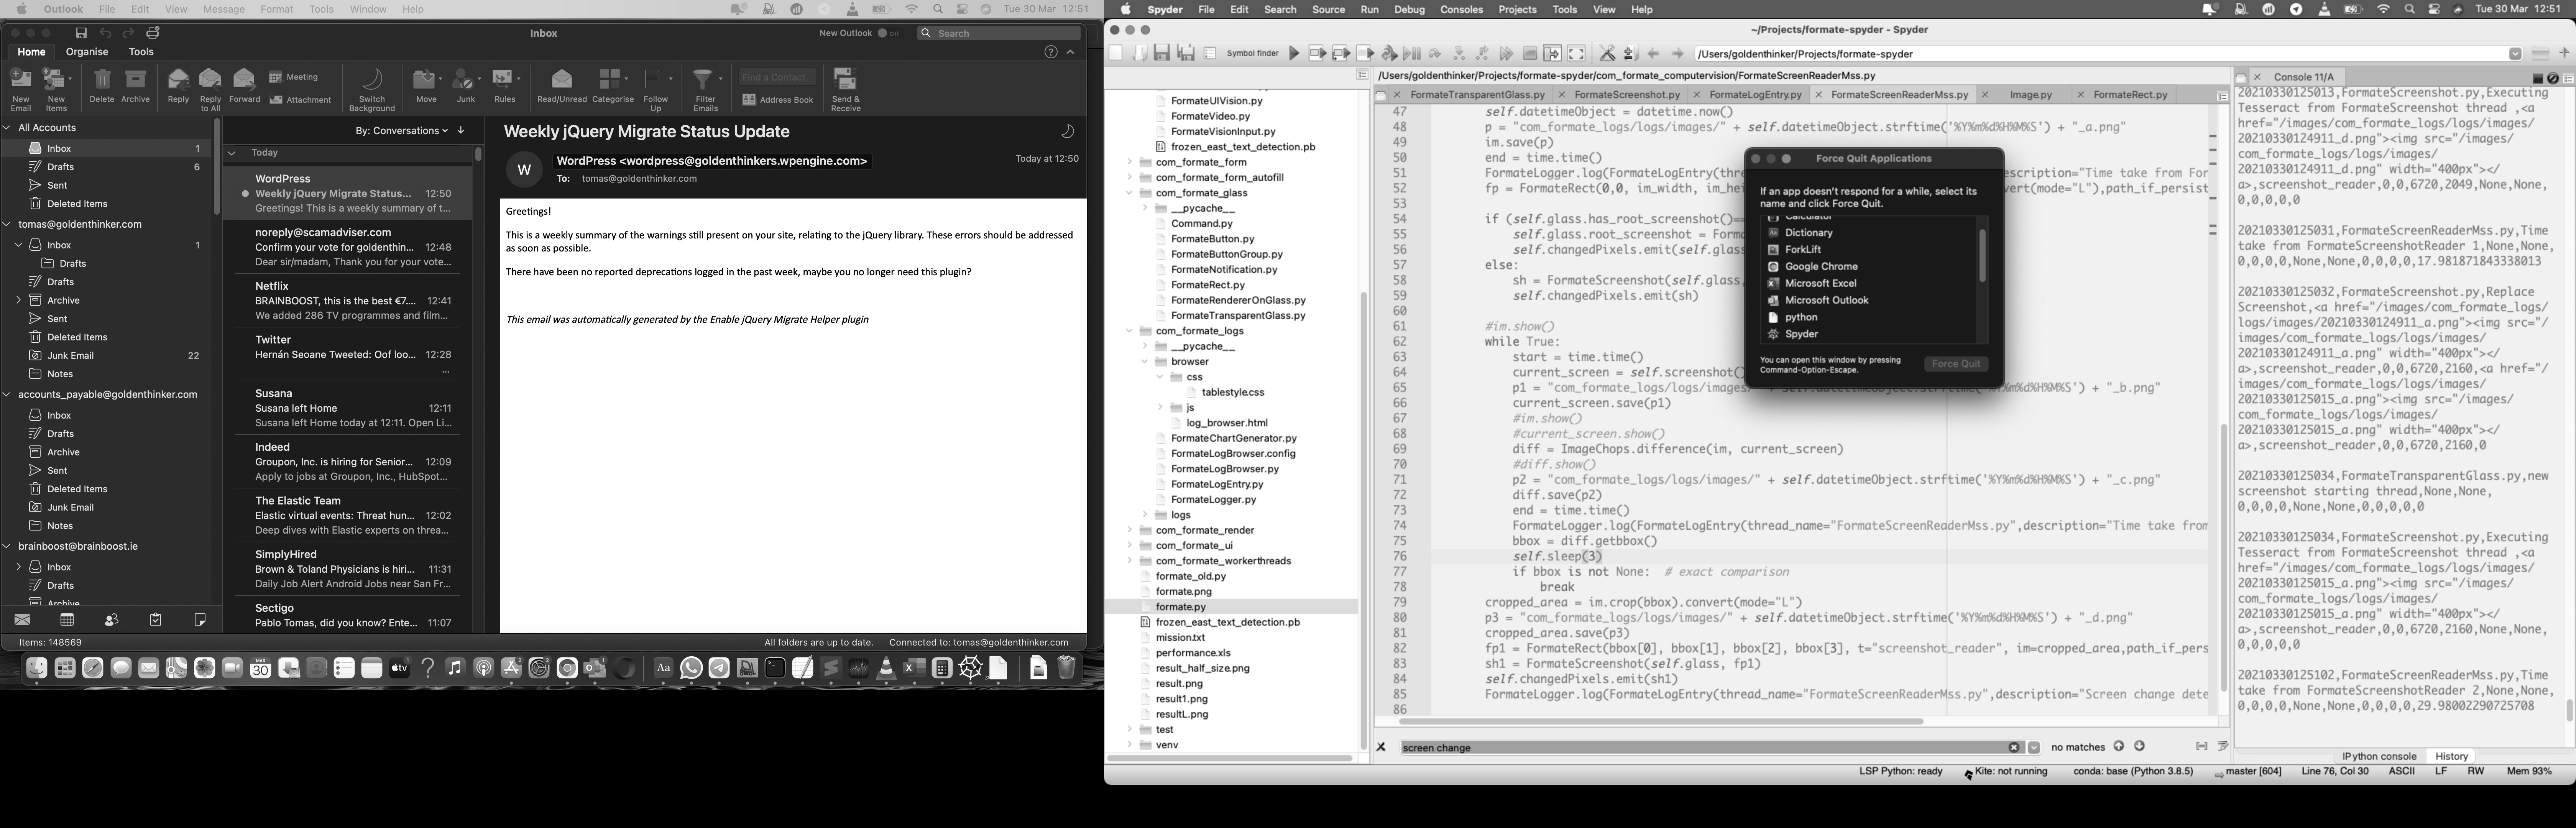 Outlook File Edit View Message Format Tools Window Help
Tue 30 Mar 12:51
Inbox
New Outlook
Search
Home Organise Tools
New Email
New Items
Delete
Archive
Reply
Reply to All
Forward
Meeting
Attachment
Switch Background
Move
Junk
Rules
Read/Unread
Categorise
Follow Up
Filter Emails
Find a Contact
Address Book
Send & Receive
All Accounts
Inbox 1
Drafts 6
Sent
Deleted Items
tomas@goldenthinker.com
Inbox 1
Drafts
Drafts
Archive
Sent
Deleted Items
Junk Email 22
Notes
accounts_payable@goldenthinker.com
Inbox
Drafts
Archive
Sent
Deleted Items
Junk Email
Notes
brainboost@brainboost.ie
Inbox
Drafts
Archive
Items: 148569
By: Conversations
Today
WordPress
Weekly jQuery Migrate Status... 12:50
Greetings! This is a weekly summary of t...
noreply@scamadviser.com
Confirm your vote for goldenthin... 12:48
Dear sir/madam, Thank you for your vote...
Netflix
BRAINBOOST, this is the best €7.... 12:41
We added 286 TV programmes and film...
Twitter
Hernán Seoane Tweeted: Oof loo... 12:28
...
Susana
Susana left Home 12:11
Susana left Home today at 12:11. Open Li...
Indeed
Groupon, Inc. is hiring for Senior... 12:09
Apply to jobs at Groupon, Inc., HubSpot...
The Elastic Team
Elastic virtual events: Threat hun... 12:02
Deep dives with Elastic experts on threa...
SimplyHired
Brown & Toland Physicians is hiri... 11:31
Daily Job Alert Android Jobs near San Fr...
Sectigo
Pablo Tomas, did you know? Ente... 11:07
Weekly jQuery Migrate Status Update
W
WordPress <wordpress@goldenthinkers.wpengine.com>
Today at 12:50
To: tomas@goldenthinker.com
Greetings!
This is a weekly summary of the warnings still present on your site, relating to the jQuery library. These errors should be addressed
as soon as possible.
There have been no reported deprecations logged in the past week, maybe you no longer need this plugin?
This email was automatically generated by the Enable jQuery Migrate Helper plugin
All folders are up to date. Connected to: tomas@goldenthinker.com
Spyder File Edit Search Source Run Debug Consoles Projects Tools View Help
Tue 30 Mar 12:51
~/Projects/formate-spyder - Spyder
Symbol finder
/Users/goldenthinker/Projects/formate-spyder
/Users/goldenthinker/Projects/formate-spyder/com_formate_computervision/FormateScreenReaderMss.py
FormateTransparentGlass.py FormateScreenshot.py FormateLogEntry.py FormateScreenReaderMss.py Image.py FormateRect.py
FormateUIVision.py
FormateVideo.py
FormateVisionInput.py
frozen_east_text_detection.pb
com_formate_form
com_formate_form_autofill
com_formate_glass
__pycache__
Command.py
FormateButton.py
FormateButtonGroup.py
FormateNotification.py
FormateRect.py
FormateRendererOnGlass.py
FormateTransparentGlass.py
com_formate_logs
__pycache__
browser
css
tablestyle.css
js
log_browser.html
FormateChartGenerator.py
FormateLogBrowser.config
FormateLogBrowser.py
FormateLogEntry.py
FormateLogger.py
logs
com_formate_render
com_formate_ui
com_formate_workerthreads
formate_old.py
formate.png
formate.py
frozen_east_text_detection.pb
mission.txt
performance.xls
result_half_size.png
result.png
result1.png
resultL.png
test
venv
47 self.datetimeObject = datetime.now()
48 p = "com_formate_logs/logs/images/" + self.datetimeObject.strftime('%Y%m%d%H%M%S') + "_a.png"
49 im.save(p)
50 end = time.time()
51 FormateLogger.log(FormateLogEntry(thr description="Time take from For
52 fp = FormateRect(0,0, im_width, im_hei vert(mode="L"),path_if_persist
53
54 if (self.glass.has_root_screenshot()==
55 self.glass.root_screenshot = Forma
56 self.changedPixels.emit(self.glass
57 else:
58 sh = FormateScreenshot(self.glass,
59 self.changedPixels.emit(sh)
60
61 #im.show()
62 while True:
63 start = time.time()
64 current_screen = self.screenshot()
65 p1 = "com_formate_logs/logs/images/ %Y%m%d%H%M%S') + "_b.png"
66 current_screen.save(p1)
67 #im.show()
68 #current_screen.show()
69 diff = ImageChops.difference(im, current_screen)
70 #diff.show()
71 p2 = "com_formate_logs/logs/images/" + self.datetimeObject.strftime('%Y%m%d%H%M%S') + "_c.png"
72 diff.save(p2)
73 end = time.time()
74 FormateLogger.log(FormateLogEntry(thread_name="FormateScreenReaderMss.py",description="Time take from
75 bbox = diff.getbbox()
76 self.sleep(3)
77 if bbox is not None: # exact comparison
78 break
79 cropped_area = im.crop(bbox).convert(mode="L")
80 p3 = "com_formate_logs/logs/images/" + self.datetimeObject.strftime('%Y%m%d%H%M%S') + "_d.png"
81 cropped_area.save(p3)
82 fp1 = FormateRect(bbox[0], bbox[1], bbox[2], bbox[3], t="screenshot_reader", im=cropped_area,path_if_pers
83 sh1 = FormateScreenshot(self.glass, fp1)
84 self.changedPixels.emit(sh1)
85 FormateLogger.log(FormateLogEntry(thread_name="FormateScreenReaderMss.py",description="Screen change dete
86
Force Quit Applications
If an app doesn't respond for a while, select its
name and click Force Quit.
Calculator
Dictionary
ForkLift
Google Chrome
Microsoft Excel
Microsoft Outlook
python
Spyder
You can open this window by pressing
Command-Option-Escape.
Force Quit
screen change
no matches
Console 11/A
20210330125013,FormateScreenshot.py,Executing
Tesseract from FormateScreenshot thread ,<a
href="/images/com_formate_logs/logs/images/
20210330124911_d.png"><img src="/images/
com_formate_logs/logs/images/
20210330124911_d.png" width="400px"></
a>,screenshot_reader,0,0,6720,2049,None,None,
0,0,0,0,0
20210330125031,FormateScreenReaderMss.py,Time
take from FormateScreenshotReader 1,None,None,
0,0,0,0,None,None,0,0,0,0,17.981871843338013
20210330125032,FormateScreenshot.py,Replace
Screenshot,<a href="/images/com_formate_logs/
logs/images/20210330124911_a.png"><img src="/
images/com_formate_logs/logs/images/
20210330124911_a.png" width="400px"></
a>,screenshot_reader,0,0,6720,2160,<a href="/
images/com_formate_logs/logs/images/
20210330125015_a.png"><img src="/images/
com_formate_logs/logs/images/
20210330125015_a.png" width="400px"></
a>,screenshot_reader,0,0,6720,2160,0
20210330125034,FormateTransparentGlass.py,new
screenshot starting thread,None,None,
0,0,0,0,None,None,0,0,0,0,0
20210330125034,FormateScreenshot.py,Executing
Tesseract from FormateScreenshot thread ,<a
href="/images/com_formate_logs/logs/images/
20210330125015_a.png"><img src="/images/
com_formate_logs/logs/images/
20210330125015_a.png" width="400px"></
a>,screenshot_reader,0,0,6720,2160,None,None,
0,0,0,0,0
20210330125102,FormateScreenReaderMss.py,Time
take from FormateScreenshotReader 2,None,None,
0,0,0,0,None,None,0,0,0,0,29.98002290725708
IPython console History
LSP Python: ready Kite: not running conda: base (Python 3.8.5) master [604] Line 76, Col 30 ASCII LF RW Mem 93%